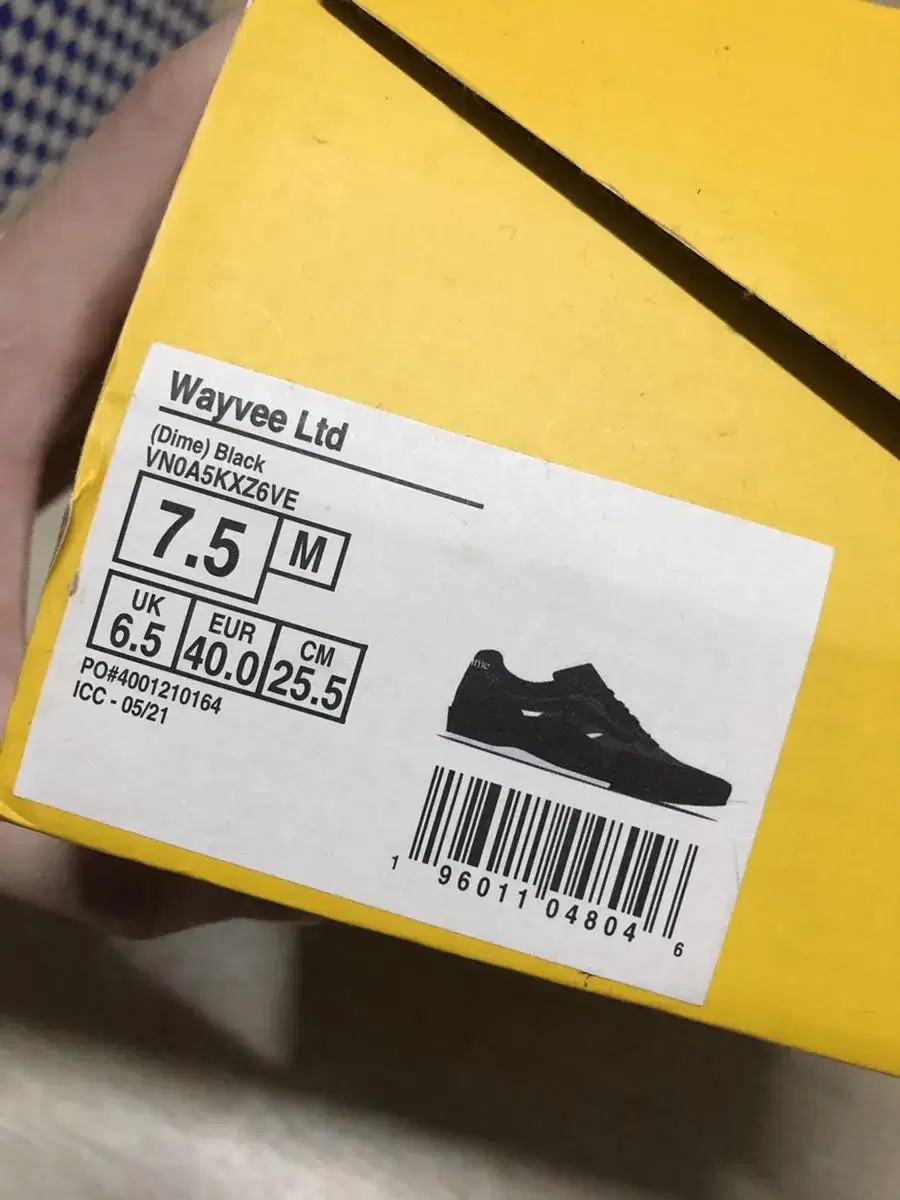 Wayvee Ltd
(Dime) Black
VN0A5KXZ6VE
7.5 M
UK EUR CM
6.5 40.0 25.5
PO#4001210164
ICC - 05/21
1 96011 04804 6